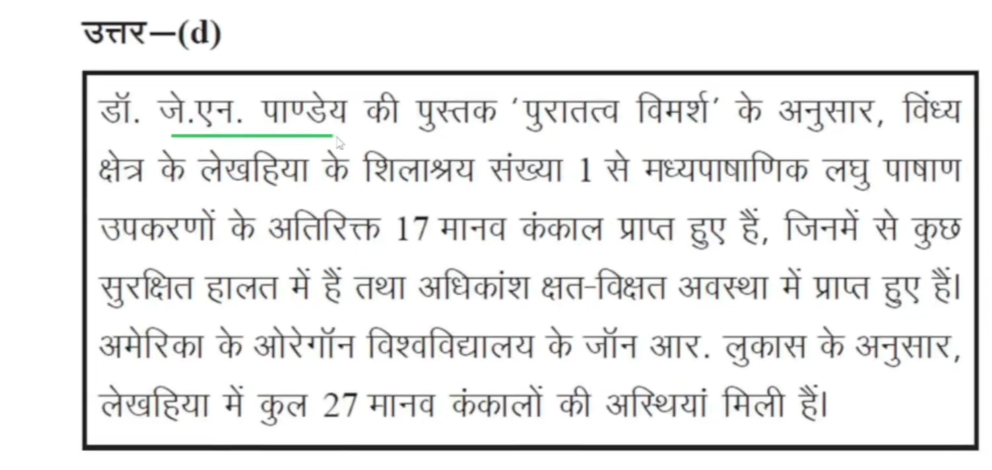 उत्तर—(d)
डॉ. जे.एन. पाण्डेय की पुस्तक ‘पुरातत्व विमर्श’ के अनुसार, विंध्य
क्षेत्र के लेखहिया के शिलाश्रय संख्या 1 से मध्यपाषाणिक लघु पाषाण
उपकरणों के अतिरिक्त 17 मानव कंकाल प्राप्त हुए हैं, जिनमें से कुछ
सुरक्षित हालत में हैं तथा अधिकांश क्षत-विक्षत अवस्था में प्राप्त हुए हैं।
अमेरिका के ओरेगॉन विश्वविद्यालय के जॉन आर. लुकास के अनुसार,
लेखहिया में कुल 27 मानव कंकालों की अस्थियां मिली हैं।